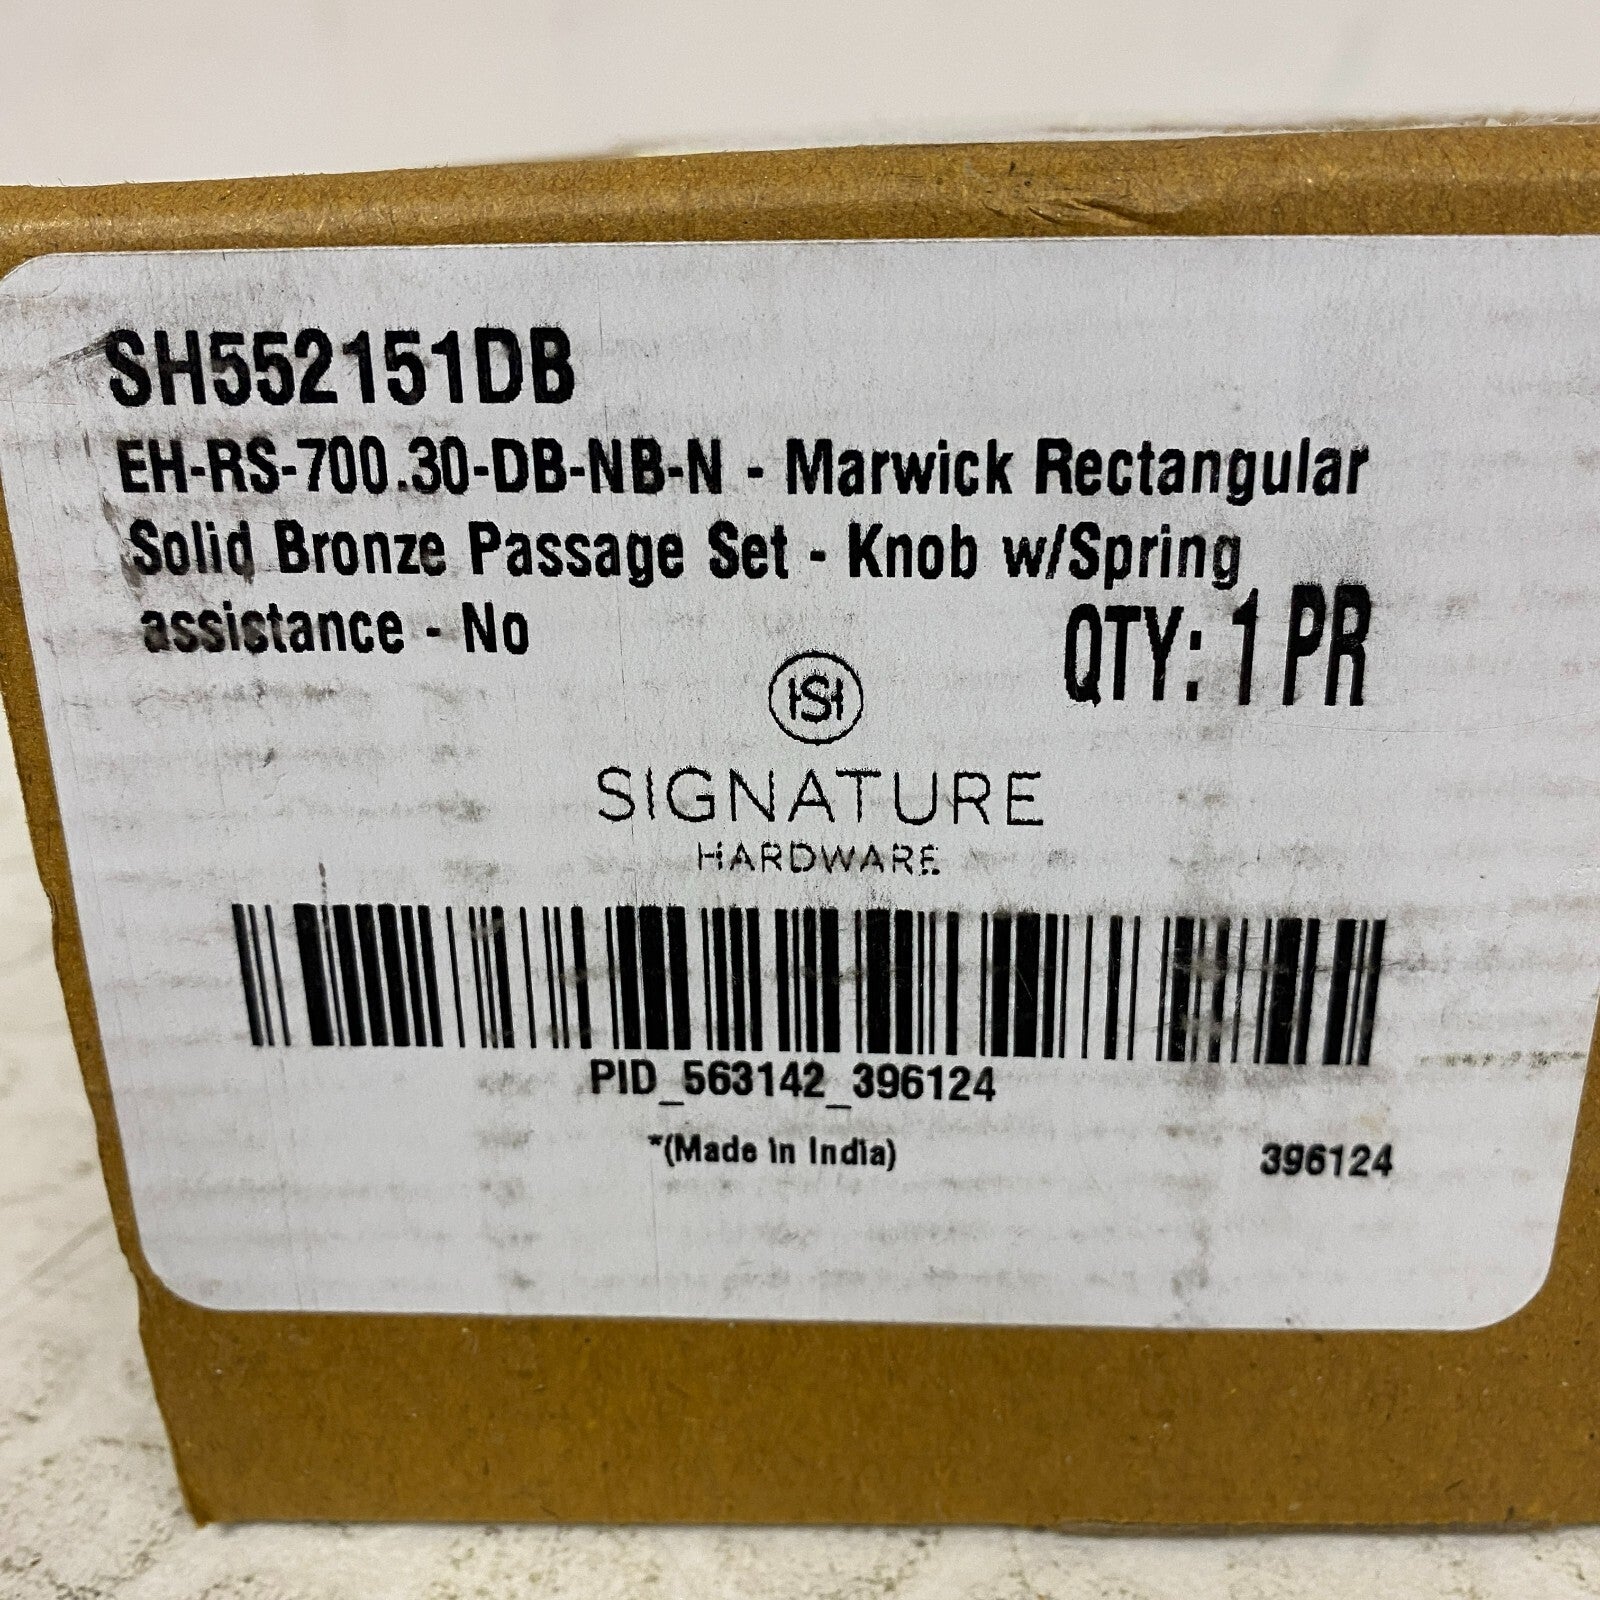 SH552151DB
EH-RS-700.30-DB-NB-N - Marwick Rectangular
Solid Bronze Passage Set - Knob w/Spring
assistance - No
QTY: 1 PR
SH
SIGNATURE
HARDWARE
PID_563142_396124
*(Made in India)
396124